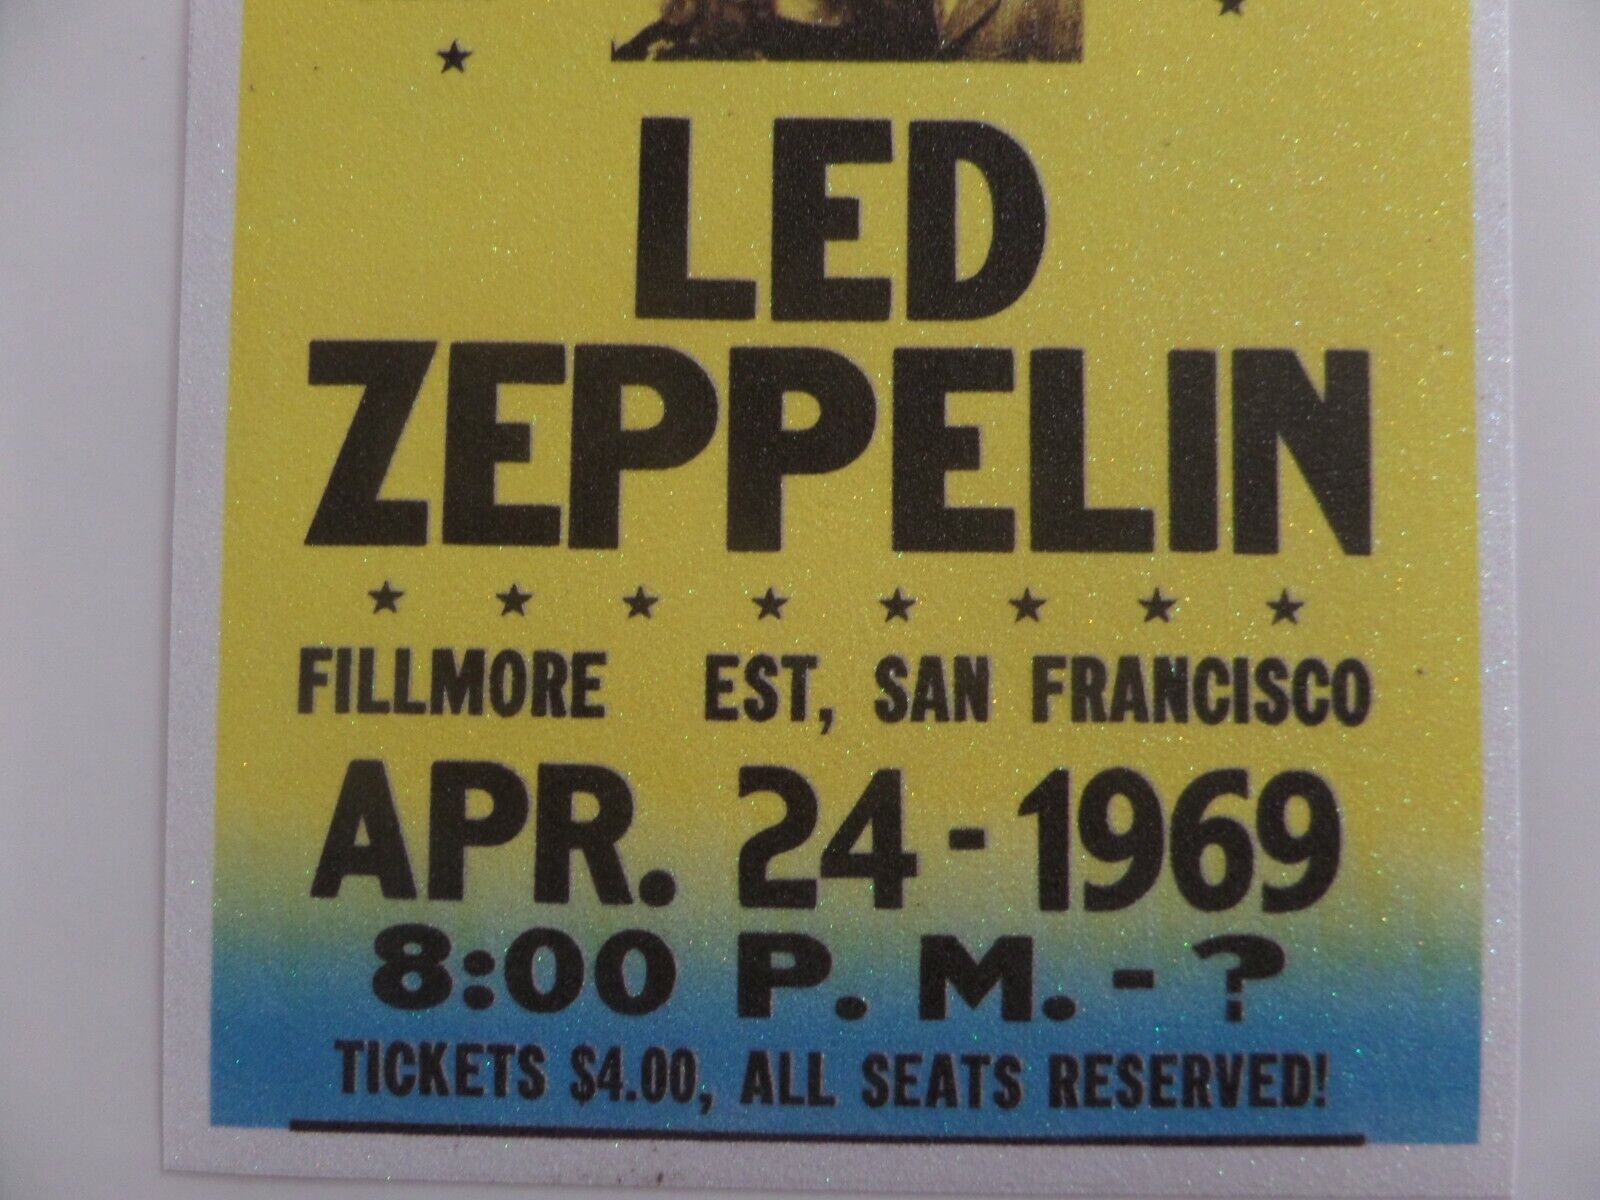 LED
ZEPPELIN
FILLMORE EST, SAN FRANCISCO
APR. 24-1969
8:00 P. M. - ?
TICKETS $4.00, ALL SEATS RESERVED!